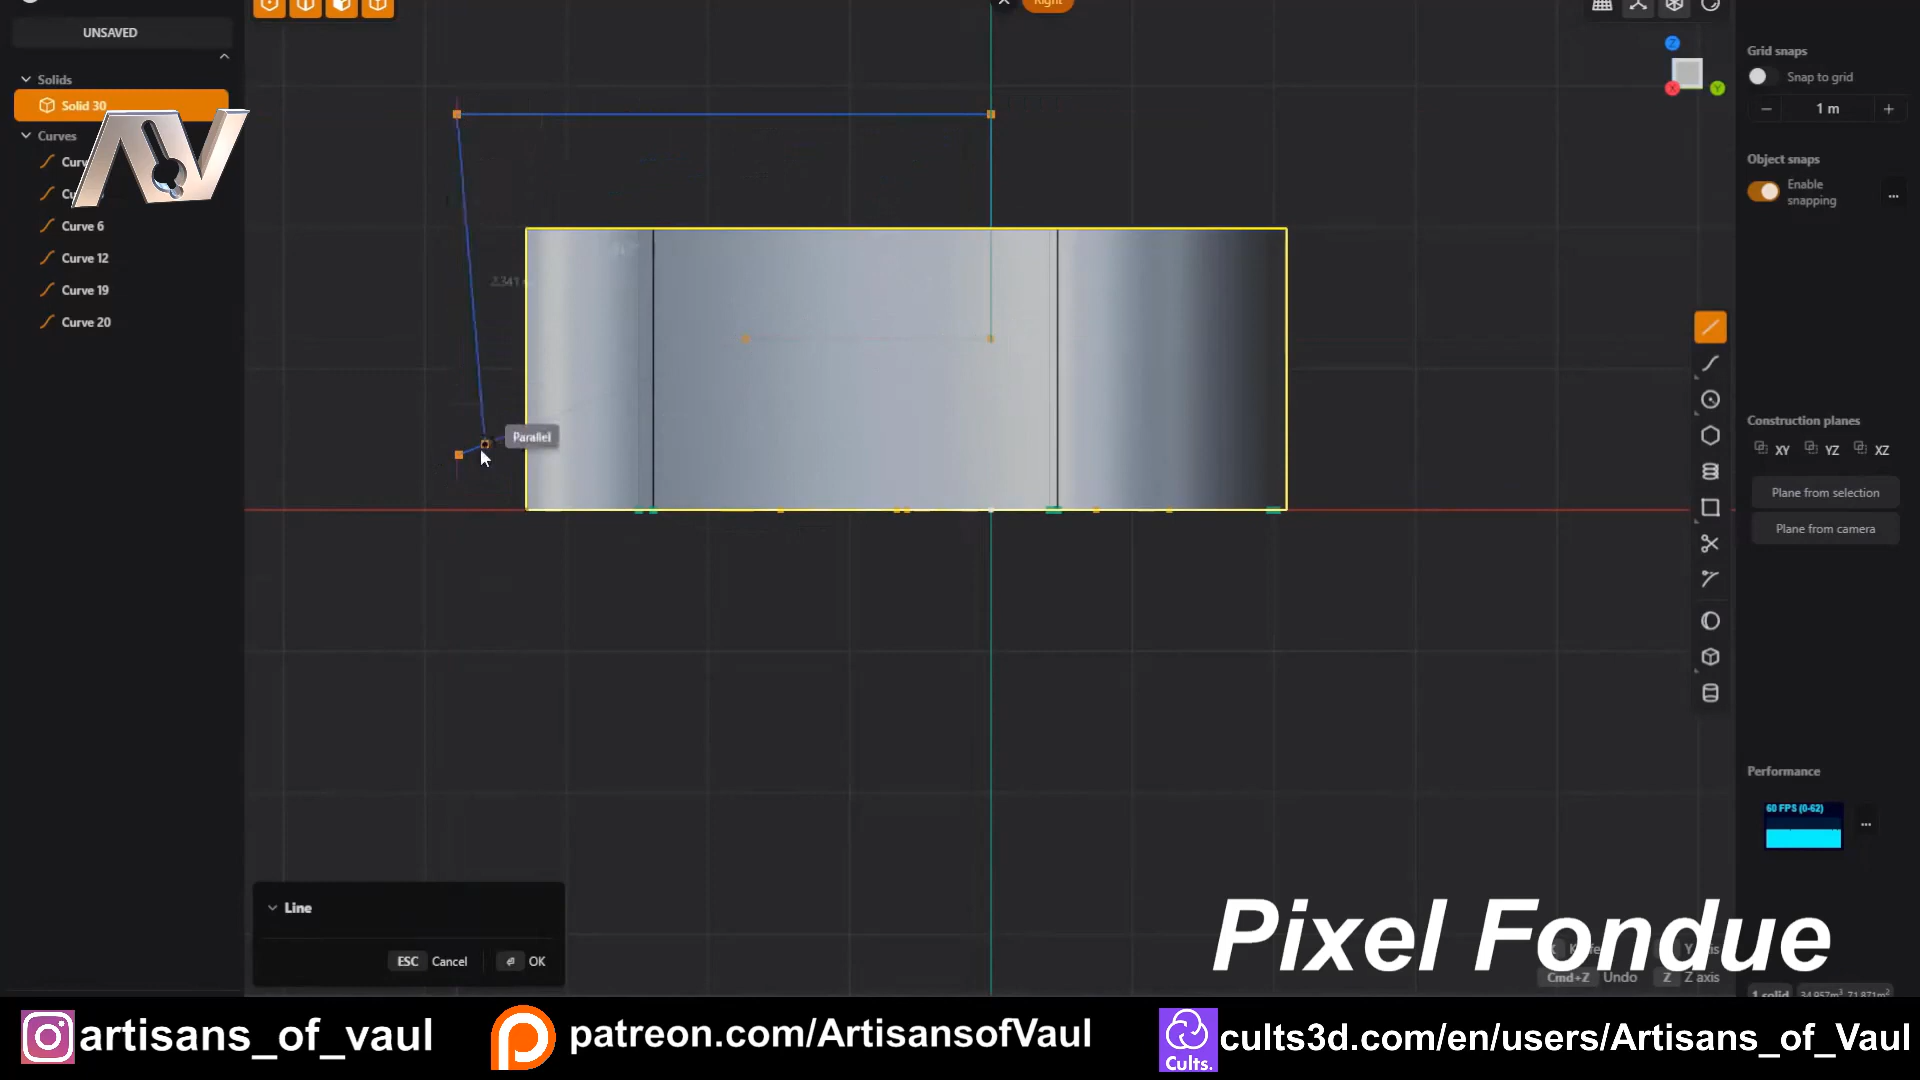 Right
UNSAVED
Solids
Solid 30
Curves
Curve 6
Curve 12
Curve 19
Curve 20
Parallel
Line
ESC Cancel
OK
Grid snaps
Snap to grid
1 m
Object snaps
Enable
snapping
...
Construction planes
XY YZ XZ
Plane from selection
Plane from camera
Performance
60 FPS (0-62)
...
Pixel Fondue
Cmd+Z Undo Z Z axis
1 solid
artisans_of_vaul
patreon.com/ArtisansofVaul
Cults.
cults3d.com/en/users/Artisans_of_Vaul